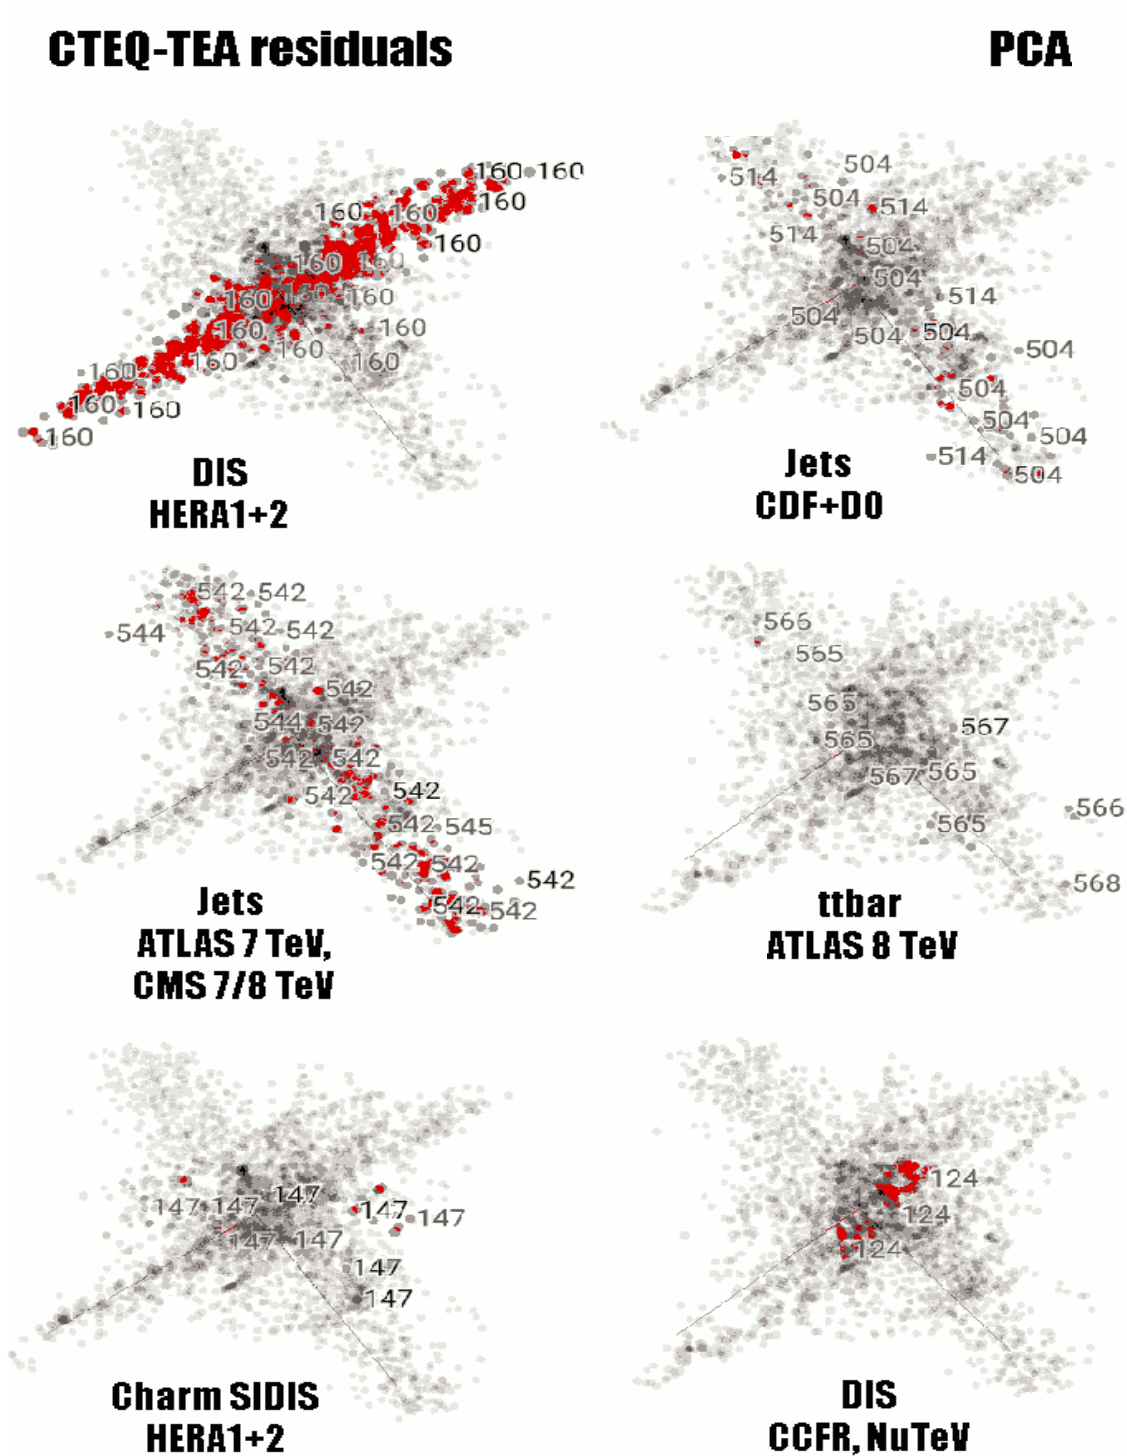 CTEQ-TEA residuals
PCA
160 160
160
160 160
160
160 160
160 160 160
160 160
160 160 160
160
160 160
160
DIS
HERA1+2
504
514
504 514
514 504
504 514
504
504 504
504
504
504
504
514
504
Jets
CDF+D0
542 542
544 542 542
542 542
542
544 542
542 542
542 542
542 545
542 542
542
542 542
Jets
ATLAS 7 TeV,
CMS 7/8 TeV
566
565
565
567
565
567 565
566
565
568
ttbar
ATLAS 8 TeV
147
147 147 147 147
147 147
147
147
Charm SIDIS
HERA1+2
124
124
124
DIS
CCFR, NuTeV